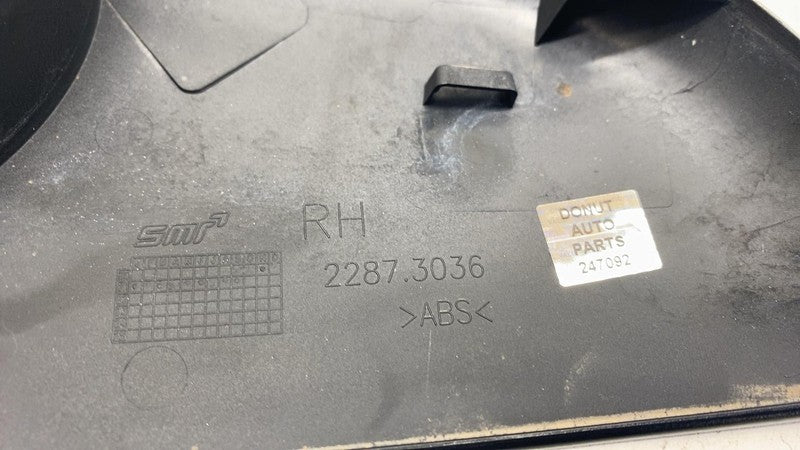 smr
RH
2287.3036
>ABS<
DONUT
AUTO
PARTS
247092